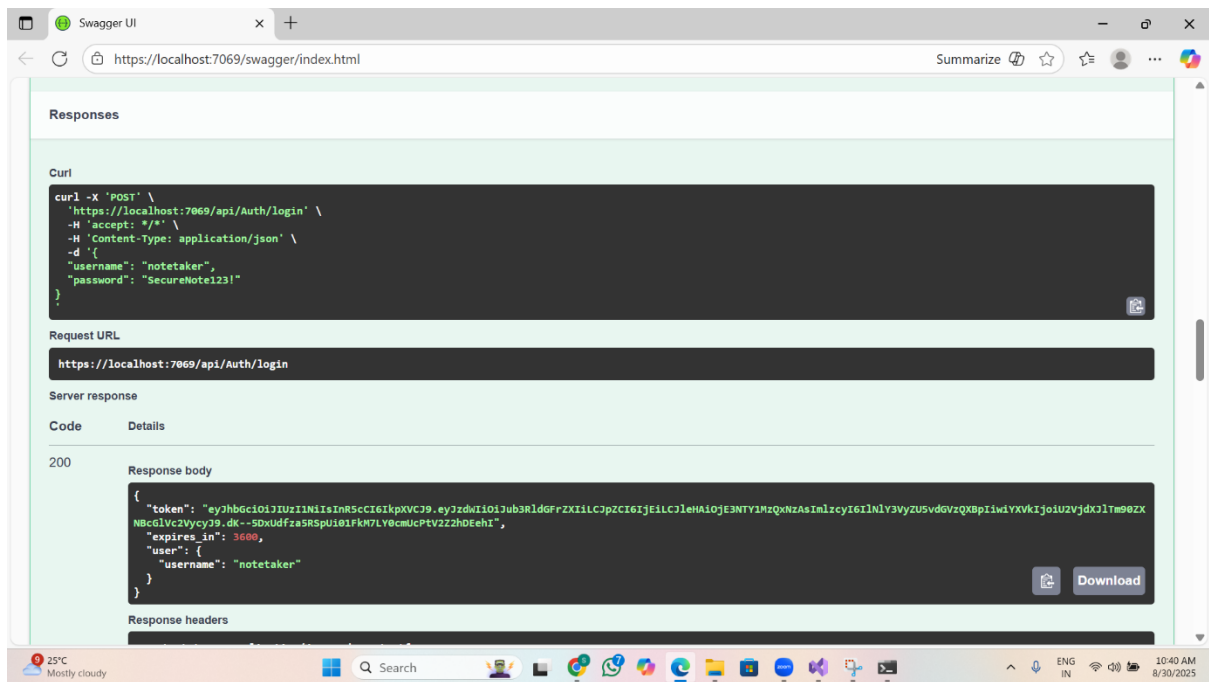 Swagger UI
https://localhost:7069/swagger/index.html
Summarize
Responses
Curl
curl -X 'POST' \
'https://localhost:7069/api/Auth/login' \
-H 'accept: */*' \
-H 'Content-Type: application/json' \
-d '{
"username": "notetaker",
"password": "SecureNote123!"
}
'
Request URL
https://localhost:7069/api/Auth/login
Server response
Code Details
200
Response body
{
"token": "eyJhbGciOiJIUzI1NiIsInR5cCI6IkpXVCJ9.eyJzdWIiOiJub3RldGFrZXIiLCJpZCI6IjEiLCJleHAiOjE3NTY1MzQxNzAsImlzcyI6IlNlY3VyZU5vdGVzQXBpIiwiYXVkIjoiU2VjdXJlTm90ZX
NBcGlVc2VycyJ9.dK--5DxUdfza5RSpUi01FkM7LY0cmUcPtV2Z2hDEehI",
"expires_in": 3600,
"user": {
"username": "notetaker"
}
}
Download
Response headers
9
25°C
Mostly cloudy
Search
ENG
IN
10:40 AM
8/30/2025